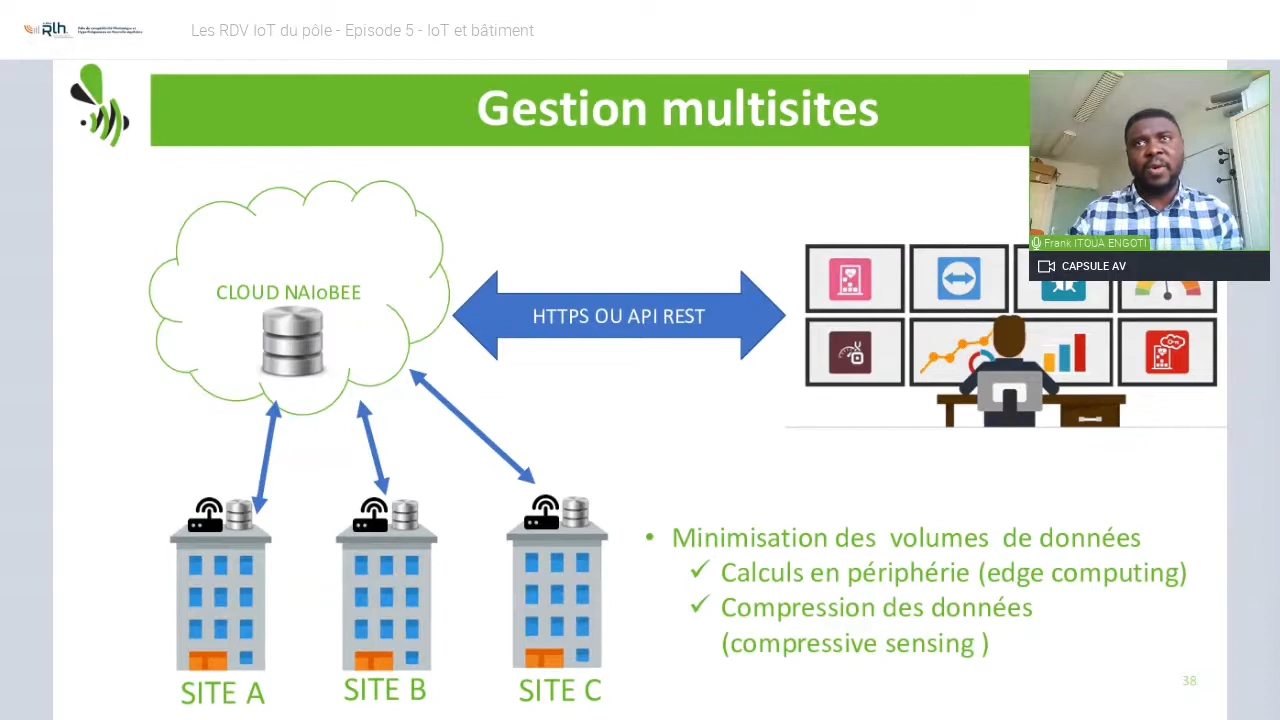 Rlh.
Les RDV IoT du pôle - Episode 5 - IoT et bâtiment
Gestion multisites
Frank ITOUA ENGOTI
CAPSULE AV
CLOUD NAIoBEE
HTTPS OU API REST
• Minimisation des volumes de données
✓ Calculs en périphérie (edge computing)
✓ Compression des données
(compressive sensing )
SITE A
SITE B
SITE C
38